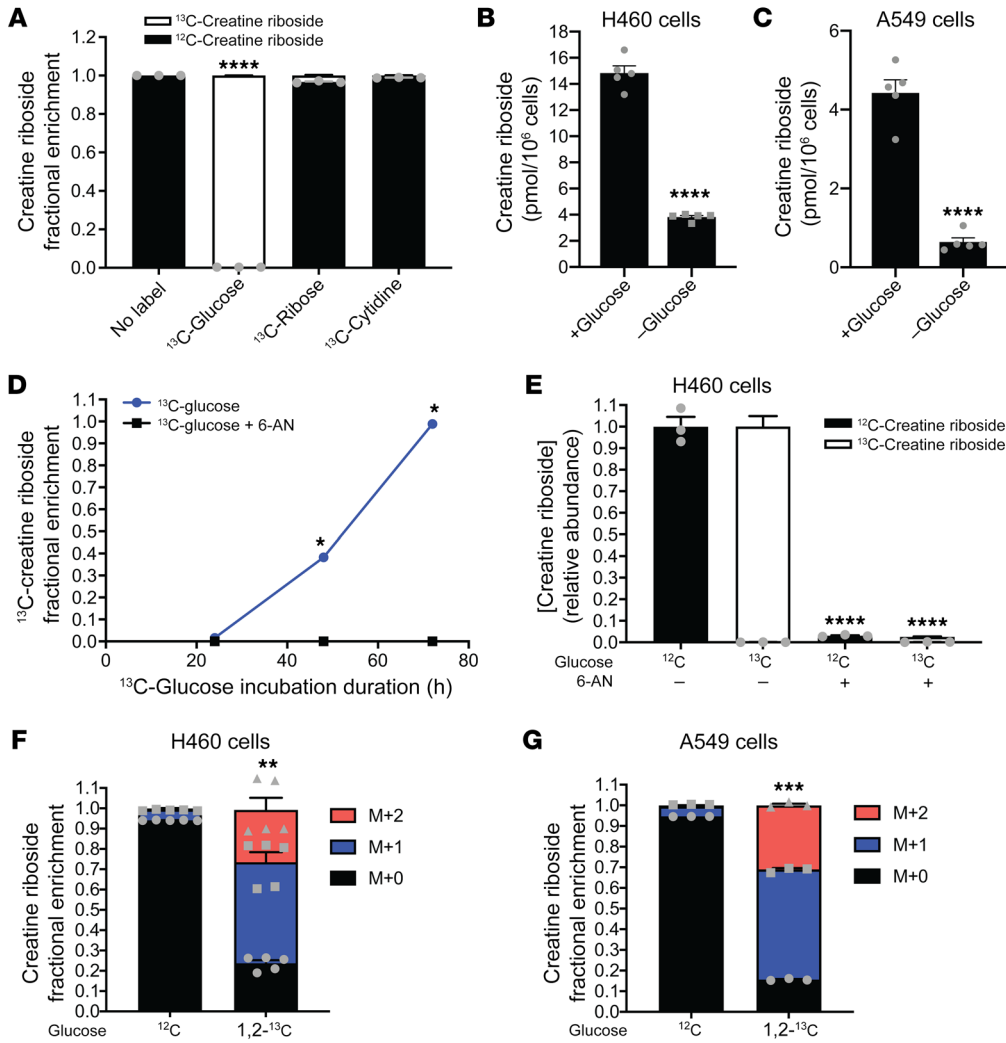 A
¹³C-Creatine riboside
¹²C-Creatine riboside
Creatine riboside
fractional enrichment
1.2
1.0
0.8
0.6
0.4
0.2
0.0
****
No label
¹³C-Glucose
¹³C-Ribose
¹³C-Cytidine
B
H460 cells
Creatine riboside
(pmol/10⁶ cells)
18
16
14
12
10
8
6
4
2
0
****
+Glucose
–Glucose
C
A549 cells
Creatine riboside
(pmol/10⁶ cells)
6
4
2
0
****
+Glucose
–Glucose
D
¹³C-glucose
¹³C-glucose + 6-AN
¹³C-creatine riboside
fractional enrichment
1.1
1.0
0.9
0.8
0.7
0.6
0.5
0.4
0.3
0.2
0.1
0.0
*
*
0 20 40 60 80
¹³C-Glucose incubation duration (h)
E
H460 cells
¹²C-Creatine riboside
¹³C-Creatine riboside
[Creatine riboside]
(relative abundance)
1.1
1.0
0.9
0.8
0.7
0.6
0.5
0.4
0.3
0.2
0.1
0.0
**** ****
Glucose ¹²C ¹³C ¹²C ¹³C
6-AN – – + +
F
H460 cells
Creatine riboside
fractional enrichment
1.1
1.0
0.9
0.8
0.7
0.6
0.5
0.4
0.3
0.2
0.1
0.0
**
M+2
M+1
M+0
Glucose ¹²C 1,2-¹³C
G
A549 cells
Creatine riboside
fractional enrichment
1.1
1.0
0.9
0.8
0.7
0.6
0.5
0.4
0.3
0.2
0.1
0.0
***
M+2
M+1
M+0
Glucose ¹²C 1,2-¹³C